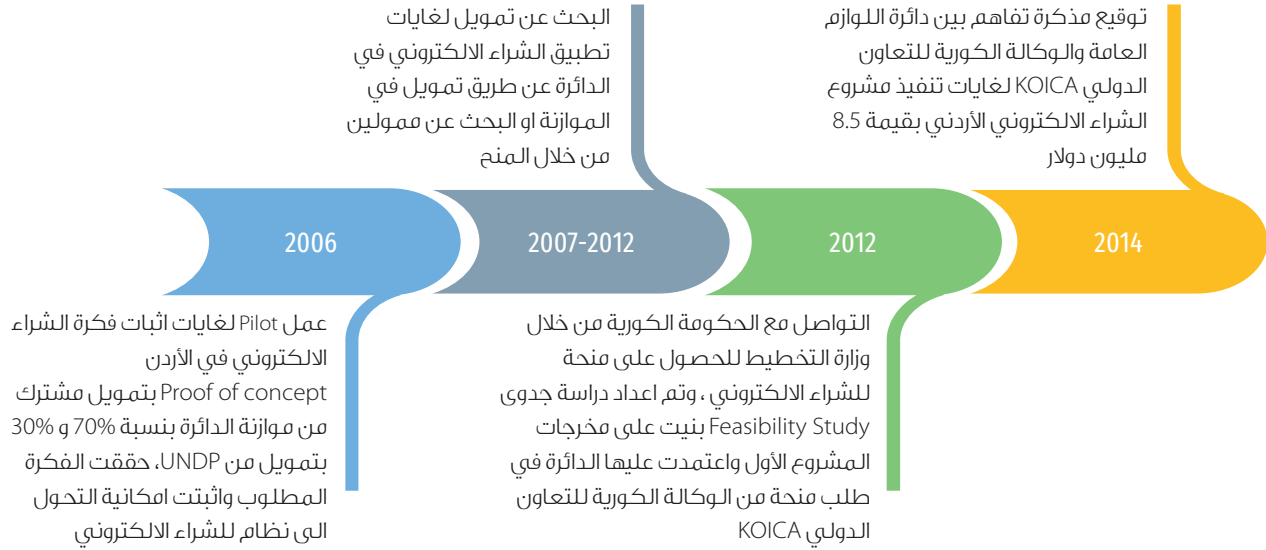 2006
عمل Pilot لغايات اثبات فكرة الشراء
الالكتروني في الأردن
Proof of concept بتمويل مشترك
من موازنة الدائرة بنسبة 70% و 30%
بتمويل من UNDP، حققت الفكرة
المطلوب واثبتت امكانية التحول
الى نظام للشراء الالكتروني
2007-2012
البحث عن تمويل لغايات
تطبيق الشراء الالكتروني في
الدائرة عن طريق تمويل في
الموازنة او البحث عن ممولين
من خلال المنح
2012
التواصل مع الحكومة الكورية من خلال
وزارة التخطيط للحصول على منحة
للشراء الالكتروني ، وتم اعداد دراسة جدوى
Feasibility Study بنيت على مخرجات
المشروع الأول واعتمدت عليها الدائرة في
طلب منحة من الوكالة الكورية للتعاون
الدولي KOICA
2014
توقيع مذكرة تفاهم بين دائرة اللوازم
العامة والوكالة الكورية للتعاون
الدولي KOICA لغايات تنفيذ مشروع
الشراء الالكتروني الأردني بقيمة 8.5
مليون دولار